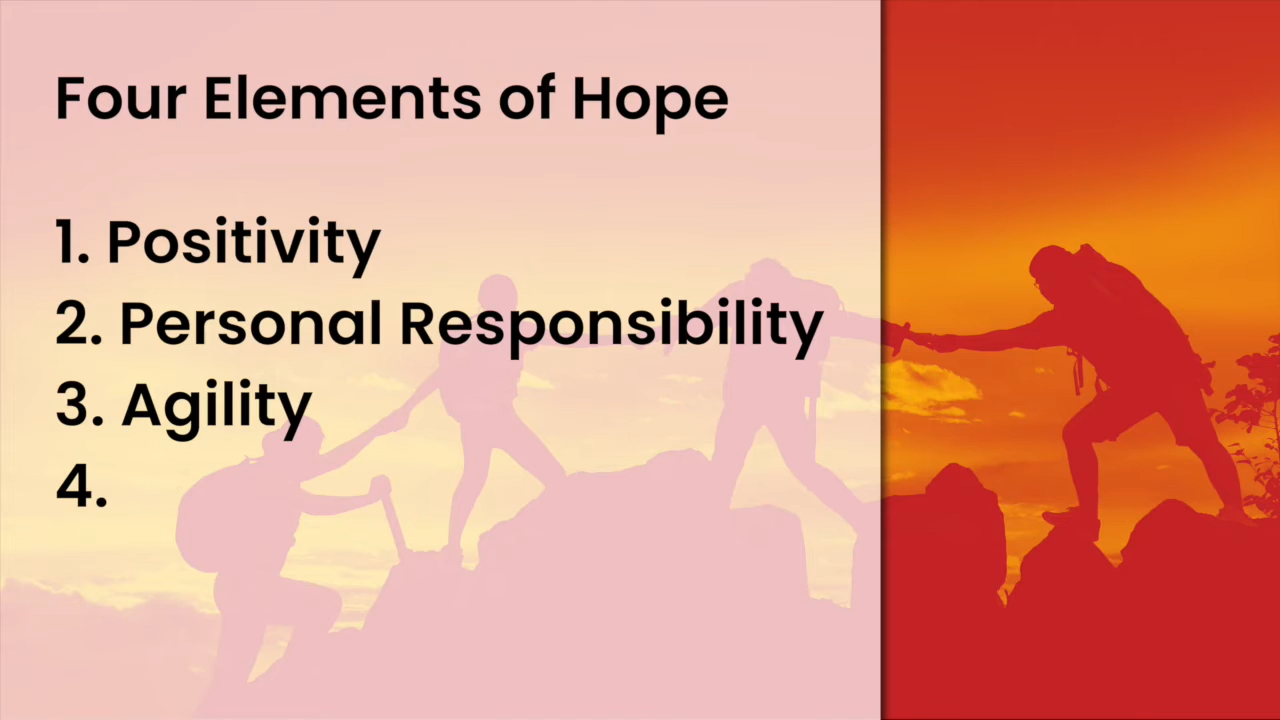 Four Elements of Hope
1. Positivity
2. Personal Responsibility
3. Agility
4.